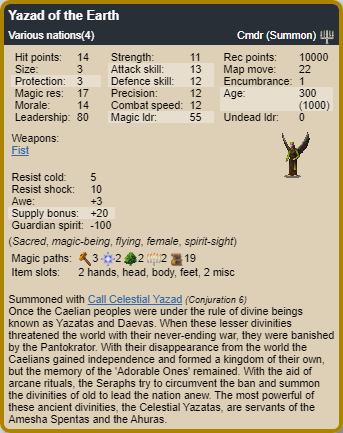 Yazad of the Earth
Various nations(4) Cmdr (Summon)
Hit points: 14 Strength: 11 Rec points: 10000
Size: 3 Attack skill: 13 Map move: 22
Protection: 3 Defence skill: 12 Encumbrance: 1
Magic res: 17 Precision: 12 Age: 300
Morale: 14 Combat speed: 12 (1000)
Leadership: 80 Magic ldr: 55 Undead ldr: 0
Weapons:
Fist
Resist cold: 5
Resist shock: 10
Awe: +3
Supply bonus: +20
Guardian spirit: -100
(Sacred, magic-being, flying, female, spirit-sight)
Magic paths: 3 2 2 2 19
Item slots: 2 hands, head, body, feet, 2 misc
Summoned with Call Celestial Yazad (Conjuration 6)
Once the Caelian peoples were under the rule of divine beings
known as Yazatas and Daevas. When these lesser divinities
threatened the world with their never-ending war, they were banished
by the Pantokrator. With their disappearance from the world the
Caelians gained independence and formed a kingdom of their own,
but the memory of the 'Adorable Ones' remained. With the aid of
arcane rituals, the Seraphs try to circumvent the ban and summon
the divinities of old to lead the nation anew. The most powerful of
these ancient divinities, the Celestial Yazatas, are servants of the
Amesha Spentas and the Ahuras.